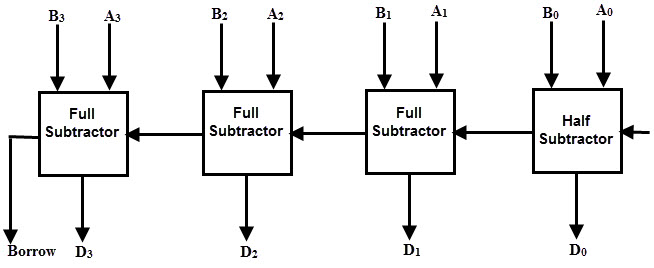 B3 A3 B2 A2 B1 A1 B0 A0
Full
Subtractor
Full
Subtractor
Full
Subtractor
Half
Subtractor
Borrow D3 D2 D1 D0